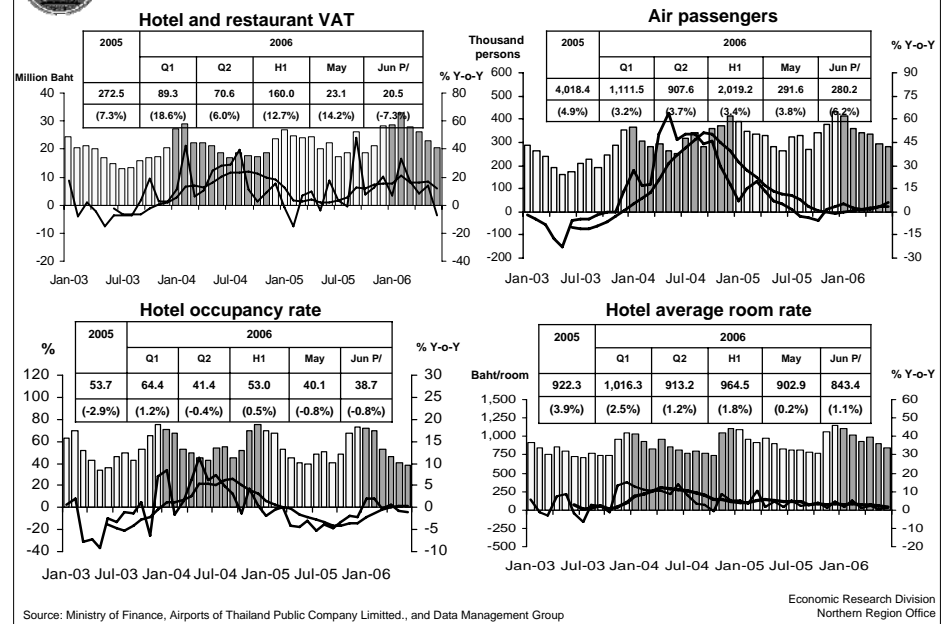 Hotel and restaurant VAT
2005 2006
Q1 Q2 H1 May Jun P/
272.5 89.3 70.6 160.0 23.1 20.5
(7.3%) (18.6%) (6.0%) (12.7%) (14.2%) (-7.3%)
Million Baht
% Y-o-Y
40
30
20
10
0
-10
-20
80
60
40
20
0
-20
-40
Jan-03 Jul-03 Jan-04 Jul-04 Jan-05 Jul-05 Jan-06
Air passengers
Thousand
persons
% Y-o-Y
2005 2006
Q1 Q2 H1 May Jun P/
4,018.4 1,111.5 907.6 2,019.2 291.6 280.2
(4.9%) (3.2%) (3.7%) (3.4%) (3.8%) (6.2%)
600
500
400
300
200
100
0
-100
-200
90
75
60
45
30
15
0
-15
-30
Jan-03 Jul-03 Jan-04 Jul-04 Jan-05 Jul-05 Jan-06
Hotel occupancy rate
%
% Y-o-Y
2005 2006
Q1 Q2 H1 May Jun P/
53.7 64.4 41.4 53.0 40.1 38.7
(-2.9%) (1.2%) (-0.4%) (0.5%) (-0.8%) (-0.8%)
120
100
80
60
40
20
0
-20
-40
30
25
20
15
10
5
0
-5
-10
Jan-03 Jul-03 Jan-04 Jul-04 Jan-05 Jul-05 Jan-06
Hotel average room rate
Baht/room
% Y-o-Y
2005 2006
Q1 Q2 H1 May Jun P/
922.3 1,016.3 913.2 964.5 902.9 843.4
(3.9%) (2.5%) (1.2%) (1.8%) (0.2%) (1.1%)
1,500
1,250
1,000
750
500
250
0
-250
-500
60
50
40
30
20
10
0
-10
-20
Jan-03 Jul-03 Jan-04 Jul-04 Jan-05 Jul-05 Jan-06
Source: Ministry of Finance, Airports of Thailand Public Company Limitted., and Data Management Group
Economic Research Division
Northern Region Office